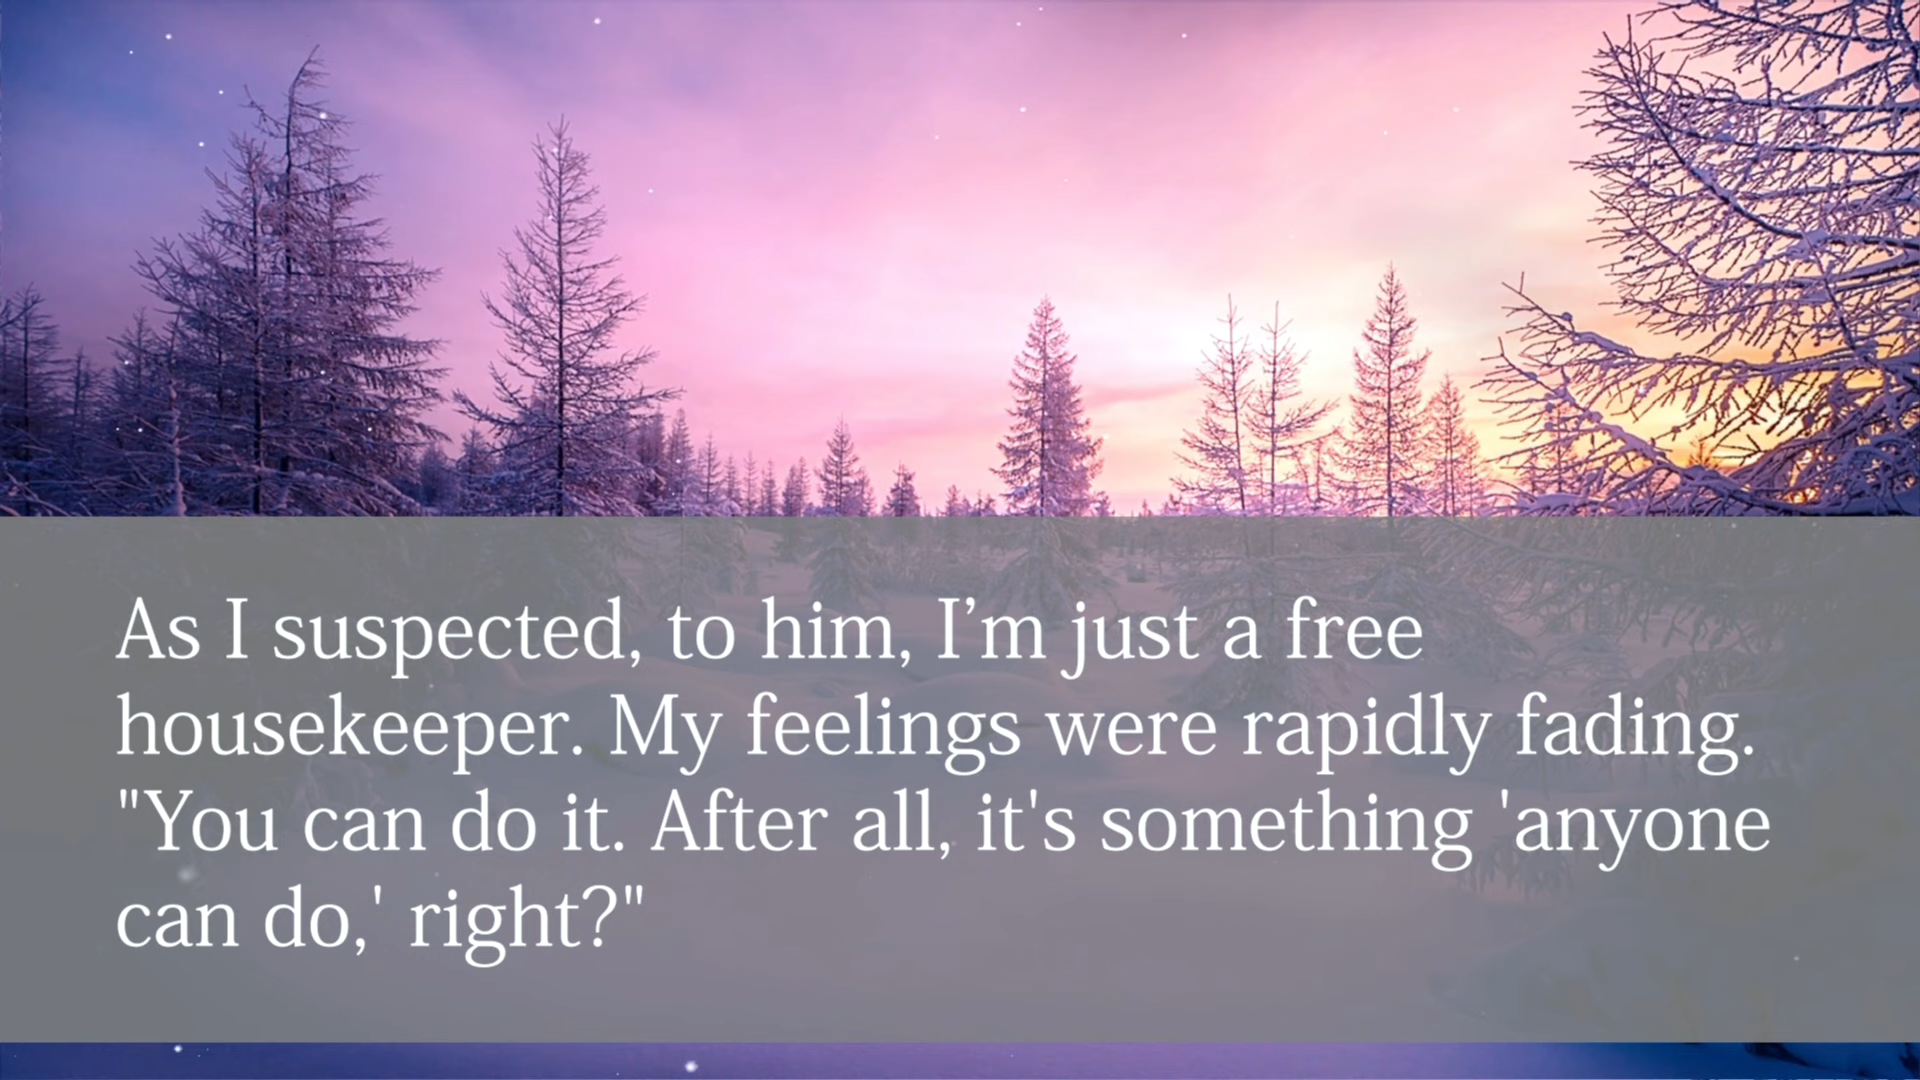 As I suspected, to him, I’m just a free
housekeeper. My feelings were rapidly fading.
"You can do it. After all, it's something 'anyone
can do,' right?"